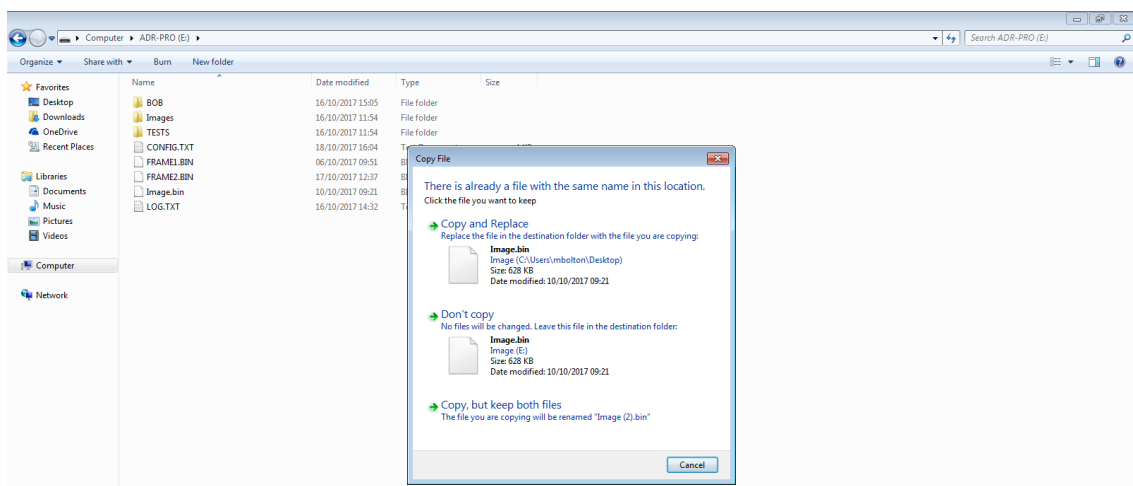 Computer ▸ ADR-PRO (E:) ▸
Search ADR-PRO (E:)
Organize
Share with
Burn
New folder
Favorites
Desktop
Downloads
OneDrive
Recent Places
Libraries
Documents
Music
Pictures
Videos
Computer
Network
Name Date modified Type Size
BOB 16/10/2017 15:05 File folder
Images 16/10/2017 11:54 File folder
TESTS 16/10/2017 11:54 File folder
CONFIG.TXT 18/10/2017 16:04
FRAME1.BIN 06/10/2017 09:51
FRAME2.BIN 17/10/2017 12:37
Image.bin 10/10/2017 09:21
LOG.TXT 16/10/2017 14:32
Copy File
There is already a file with the same name in this location.
Click the file you want to keep
Copy and Replace
Replace the file in the destination folder with the file you are copying:
Image.bin
Image (C:\Users\mbolton\Desktop)
Size: 628 KB
Date modified: 10/10/2017 09:21
Don't copy
No files will be changed. Leave this file in the destination folder:
Image.bin
Image (E:)
Size: 628 KB
Date modified: 10/10/2017 09:21
Copy, but keep both files
The file you are copying will be renamed "Image (2).bin"
Cancel